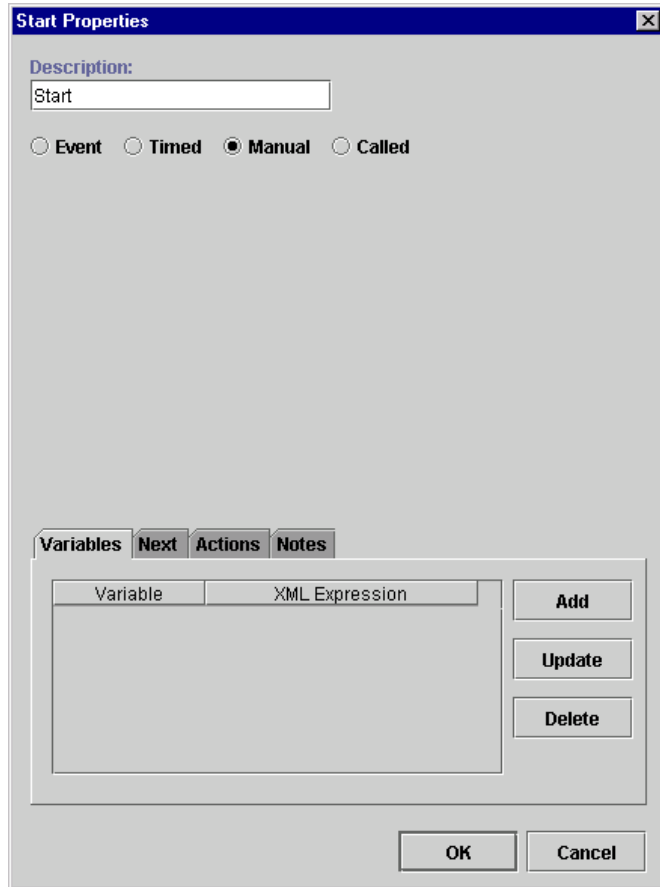 Start Properties
Description:
Start
Event Timed Manual Called
Variables Next Actions Notes
Variable XML Expression
Add
Update
Delete
OK Cancel